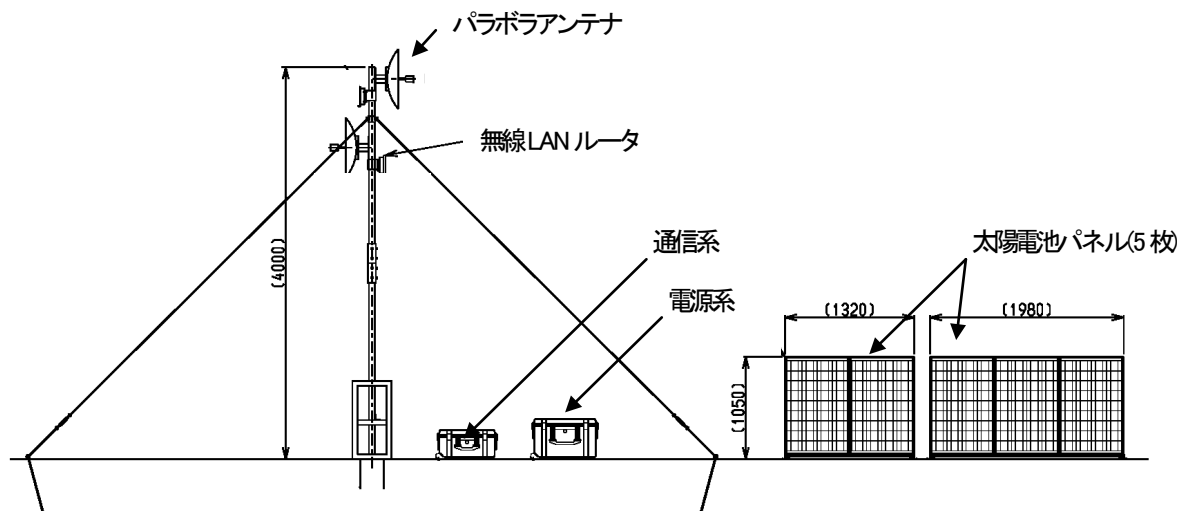 パラボラアンテナ
無線LAN ルータ
(4000)
通信系
太陽電池パネル(5 枚)
電源系
(1320)
(1980)
(1050)